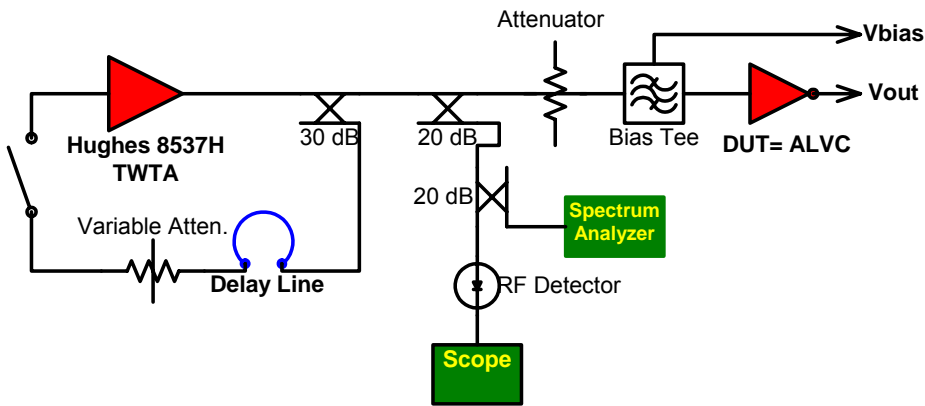 Attenuator
Vbias
Vout
Hughes 8537H
TWTA
30 dB
20 dB
Bias Tee
DUT= ALVC
20 dB
Spectrum
Analyzer
Variable Atten.
Delay Line
RF Detector
Scope